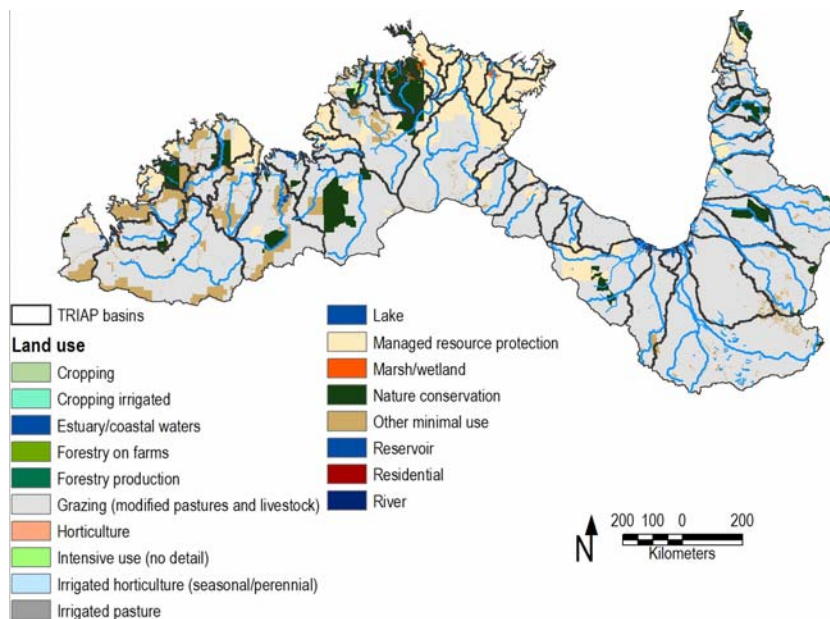 TRIAP basins
Land use
Cropping
Cropping irrigated
Estuary/coastal waters
Forestry on farms
Forestry production
Grazing (modified pastures and livestock)
Horticulture
Intensive use (no detail)
Irrigated horticulture (seasonal/perennial)
Irrigated pasture
Lake
Managed resource protection
Marsh/wetland
Nature conservation
Other minimal use
Reservoir
Residential
River
N
200 100 0 200
Kilometers